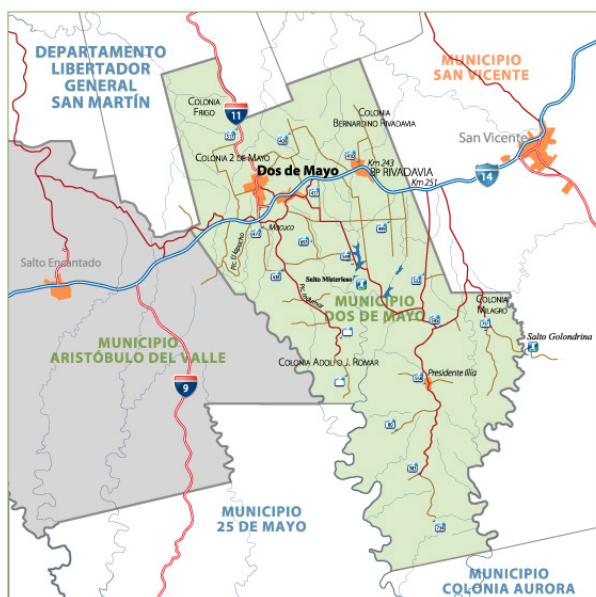 DEPARTAMENTO
LIBERTADOR
GENERAL
SAN MARTÍN
MUNICIPIO
SAN VICENTE
COLONIA
FRIGO
11
COLONIA
BERNARDINO RIVADAVIA
San Vicente
COLONIA 2 DE MAYO
Dos de Mayo
Km 243
Bº RIVADAVIA
Km 251
14
Macuco
Salto Encantado
Salto Misterioso
MUNICIPIO
DOS DE MAYO
COLONIA
MILAGRO
Salto Golondrina
MUNICIPIO
ARISTÓBULO DEL VALLE
COLONIA ADOLFO J. ROMAR
9
Presidente Illia
MUNICIPIO
25 DE MAYO
MUNICIPIO
COLONIA AURORA